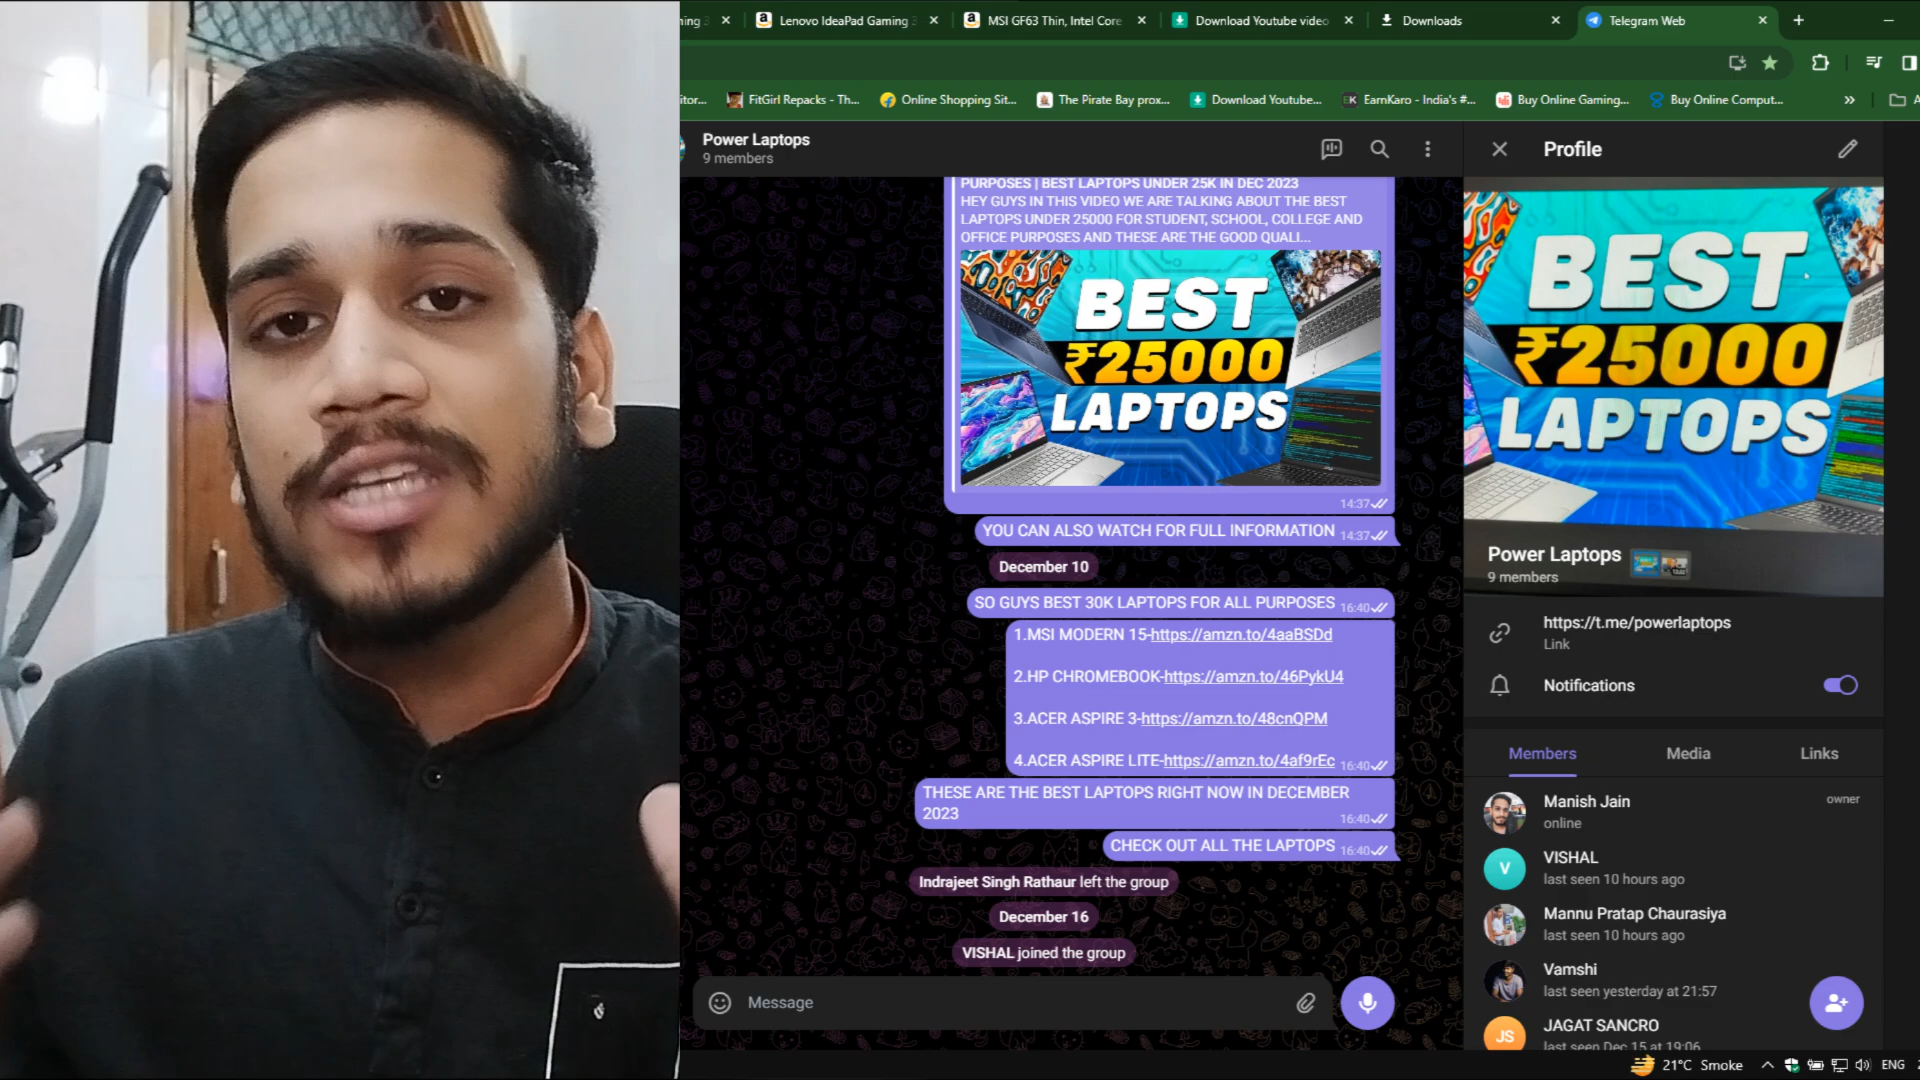 ning 3
Lenovo IdeaPad Gaming 3
MSI GF63 Thin, Intel Core
Download Youtube video
Downloads
Telegram Web
itor...
FitGirl Repacks - Th...
Online Shopping Sit...
The Pirate Bay prox...
Download Youtube...
EarnKaro - India's #...
Buy Online Gaming...
Buy Online Comput...
Power Laptops
9 members
PURPOSES | BEST LAPTOPS UNDER 25K IN DEC 2023
HEY GUYS IN THIS VIDEO WE ARE TALKING ABOUT THE BEST
LAPTOPS UNDER 25000 FOR STUDENT, SCHOOL, COLLEGE AND
OFFICE PURPOSES AND THESE ARE THE GOOD QUALI...
BEST
₹25000
LAPTOPS
14:37
YOU CAN ALSO WATCH FOR FULL INFORMATION 14:37
December 10
SO GUYS BEST 30K LAPTOPS FOR ALL PURPOSES 16:40
1.MSI MODERN 15-https://amzn.to/4aaBSDd
2.HP CHROMEBOOK-https://amzn.to/46PykU4
3.ACER ASPIRE 3-https://amzn.to/48cnQPM
4.ACER ASPIRE LITE-https://amzn.to/4af9rEc 16:40
THESE ARE THE BEST LAPTOPS RIGHT NOW IN DECEMBER
2023 16:40
CHECK OUT ALL THE LAPTOPS 16:40
Indrajeet Singh Rathaur left the group
December 16
VISHAL joined the group
Message
Profile
BEST
₹25000
LAPTOPS
Power Laptops
9 members
https://t.me/powerlaptops
Link
Notifications
Members
Media
Links
Manish Jain
owner
online
V
VISHAL
last seen 10 hours ago
Mannu Pratap Chaurasiya
last seen 10 hours ago
Vamshi
last seen yesterday at 21:57
JS
JAGAT SANCRO
last seen Dec 15 at 19:06
21°C Smoke
ENG